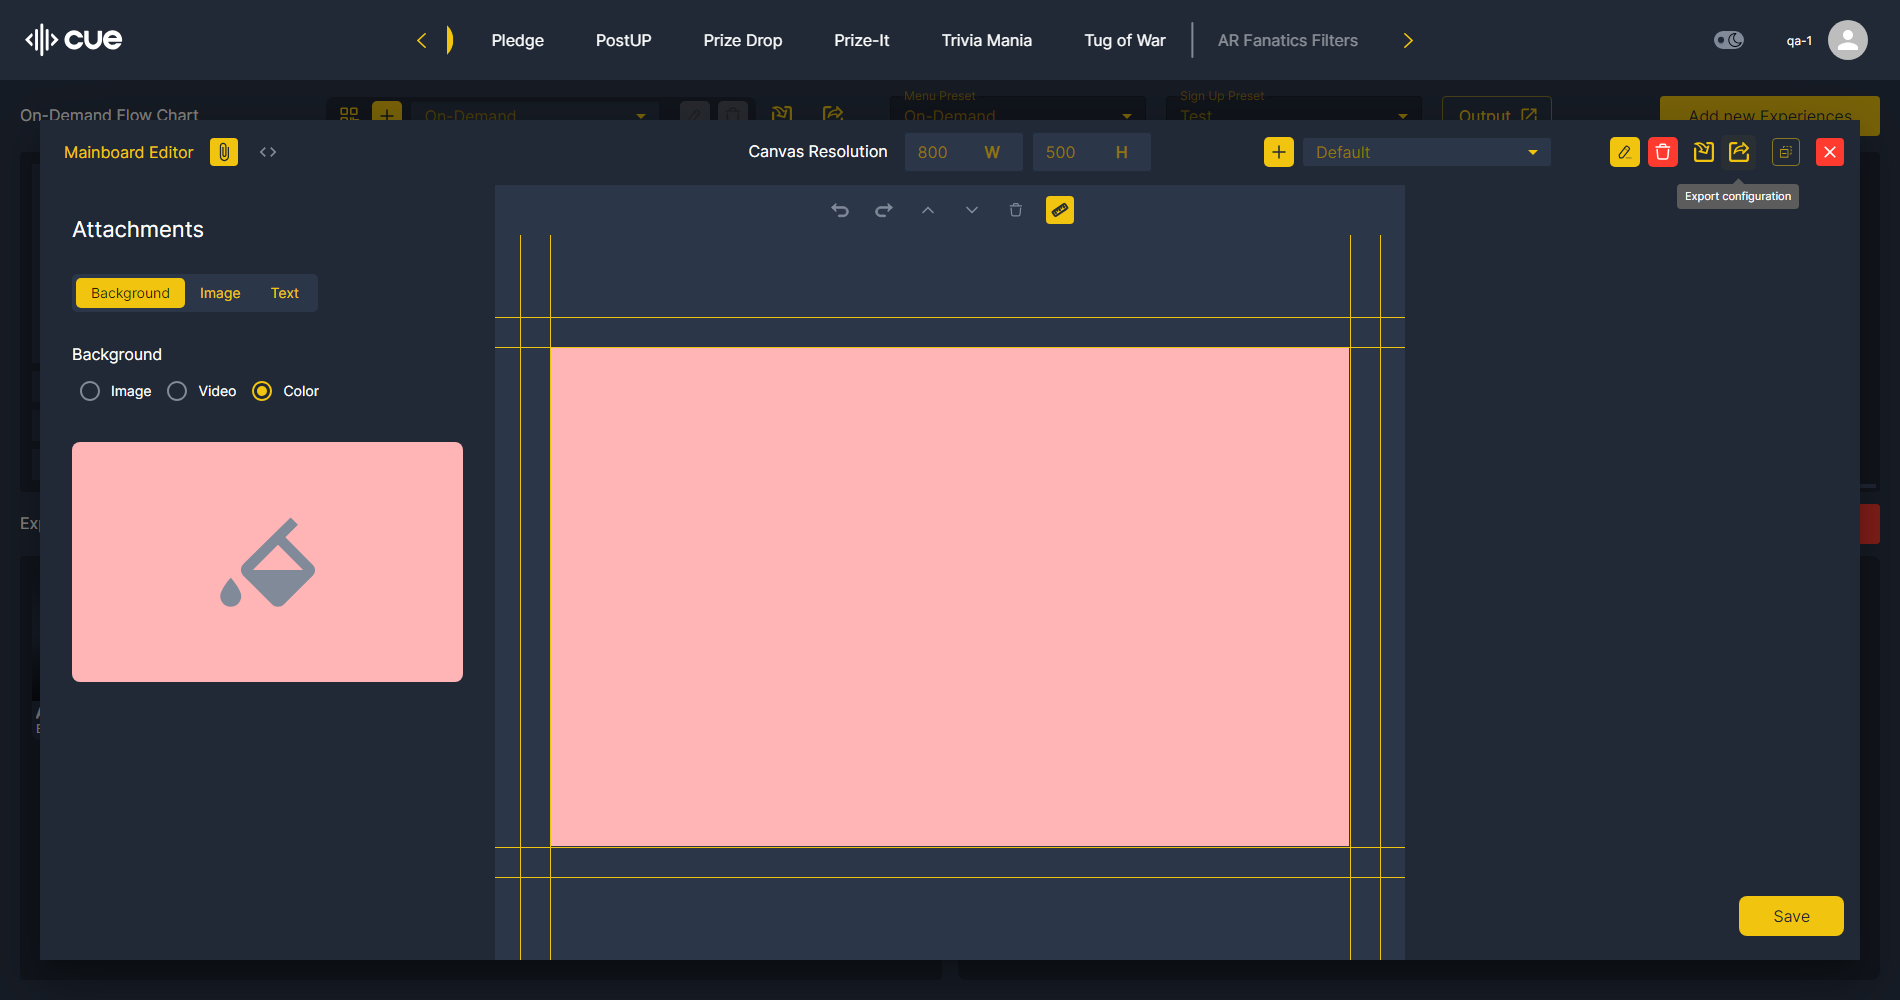 cue
Pledge
PostUP
Prize Drop
Prize-It
Trivia Mania
Tug of War
AR Fanatics Filters
qa-1
On-Demand Flow Chart
On-Demand
Menu Preset
On-Demand
Sign Up Preset
Test
Output
Add new Experiences
Mainboard Editor
Canvas Resolution
800 W
500 H
Default
Export configuration
Attachments
Background
Image
Text
Background
Image
Video
Color
Save